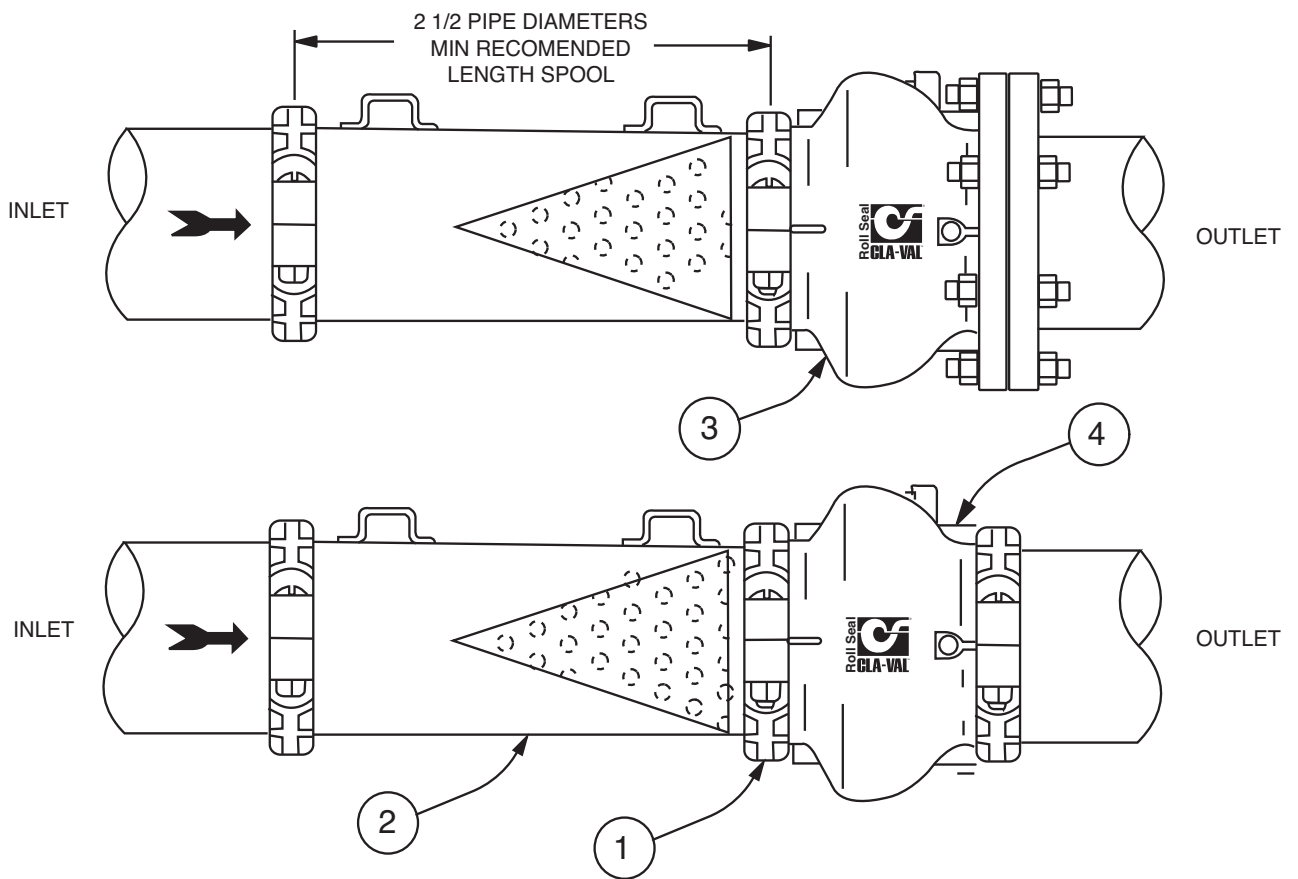 2 1/2 PIPE DIAMETERS
MIN RECOMENDED
LENGTH SPOOL
INLET
Roll Seal
CLA-VAL
OUTLET
3
4
INLET
Roll Seal
CLA-VAL
OUTLET
2
1